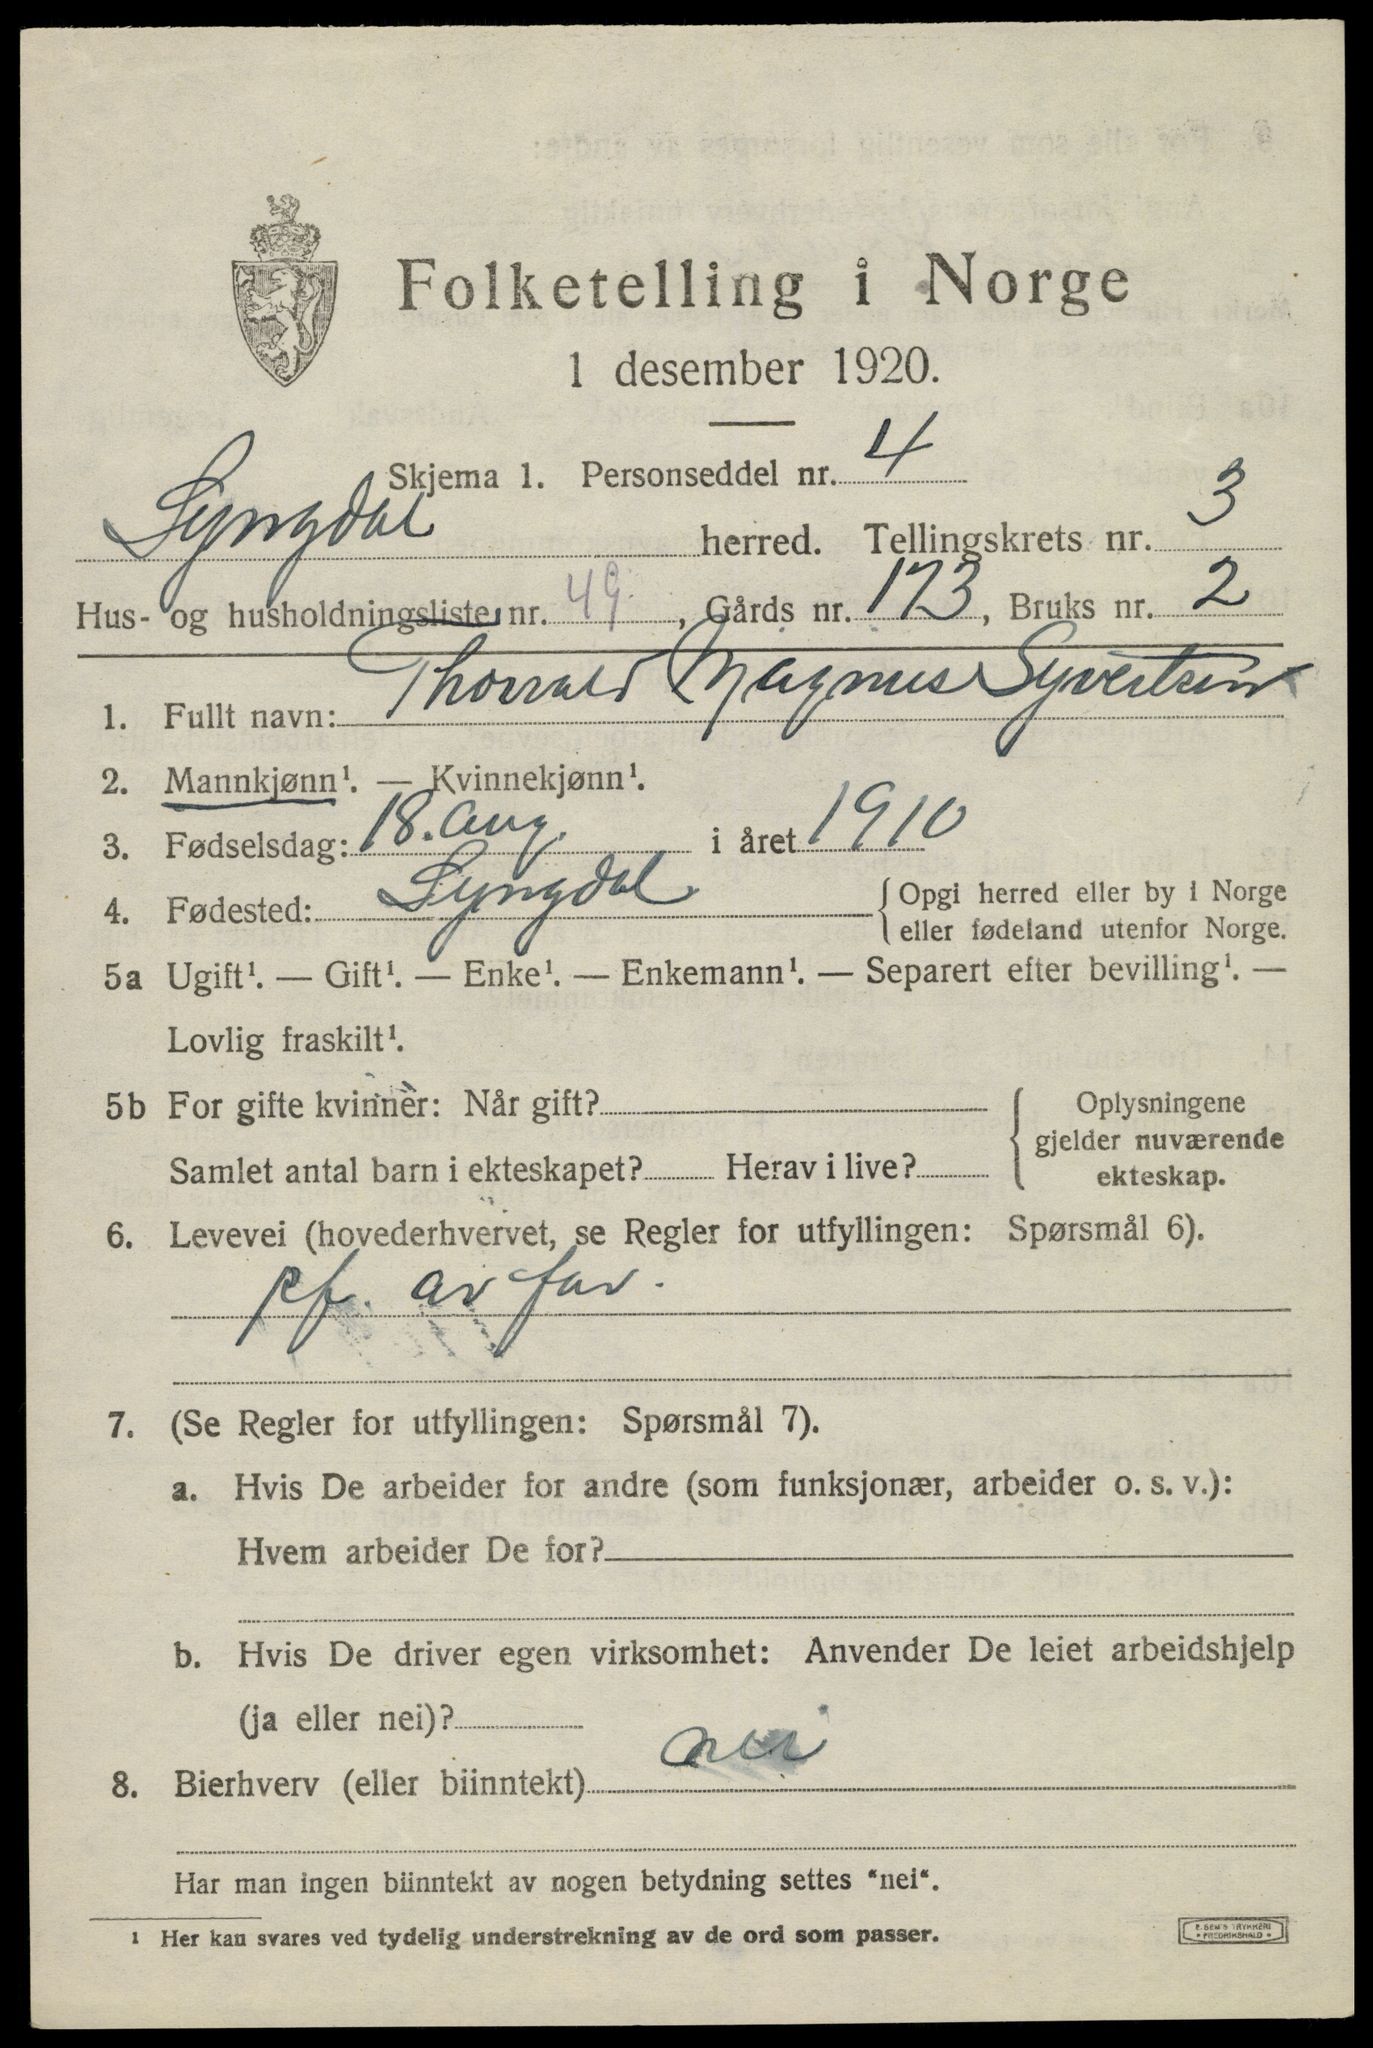 Folketelling i Norge
1 desember 1920.
Skjema 1. Personseddel nr. 4
Lyngdal herred. Tellingskrets nr. 3
Hus- og husholdningsliste nr. 49, Gårds nr. 173, Bruks nr. 2
1. Fullt navn: Thorvald Magnus Syvertsen
2. Mannkjønn¹. — Kvinnekjønn¹.
3. Fødselsdag: 18. aug. i året 1910
4. Fødested: Lyngdal { Opgi herred eller by i Norge
eller fødeland utenfor Norge.
5a Ugift¹. — Gift¹. — Enke¹. — Enkemann¹. — Separert efter bevilling¹. —
Lovlig fraskilt¹.
5b For gifte kvinner: Når gift? { Oplysningene
gjelder nuværende
Samlet antal barn i ekteskapet? Herav i live? ekteskap.
6. Levevei (hovederhvervet, se Regler for utfyllingen: Spørsmål 6).
pf. av far.
7. (Se Regler for utfyllingen: Spørsmål 7).
a. Hvis De arbeider for andre (som funksjonær, arbeider o. s. v.):
Hvem arbeider De for?
b. Hvis De driver egen virksomhet: Anvender De leiet arbeidshjelp
(ja eller nei)?
8. Bierhverv (eller biinntekt) nei
Har man ingen biinntekt av nogen betydning settes “nei“.
¹ Her kan svares ved tydelig understrekning av de ord som passer.
E. SEM'S TRYKKERI
• FREDRIKSHALD •